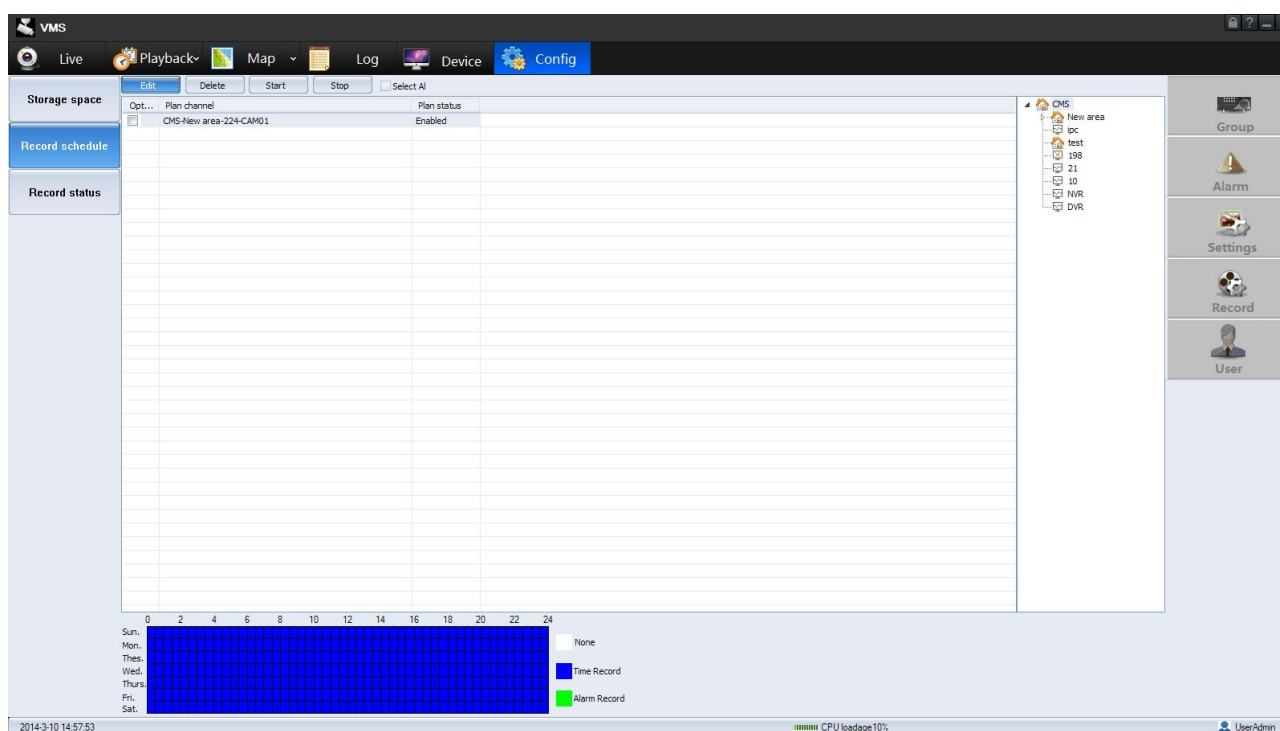 VMS
Live Playback Map Log Device Config
Edit Delete Start Stop Select Al
Storage space
Record schedule
Record status
Opt... Plan channel Plan status
CMS-New area-224-CAM01 Enabled
CMS
New area
ipc
test
198
21
10
NVR
DVR
Group
Alarm
Settings
Record
User
0 2 4 6 8 10 12 14 16 18 20 22 24
Sun.
Mon.
Thes.
Wed.
Thurs.
Fri.
Sat.
None
Time Record
Alarm Record
2014-3-10 14:57:53 CPU loadage10% UserAdmin